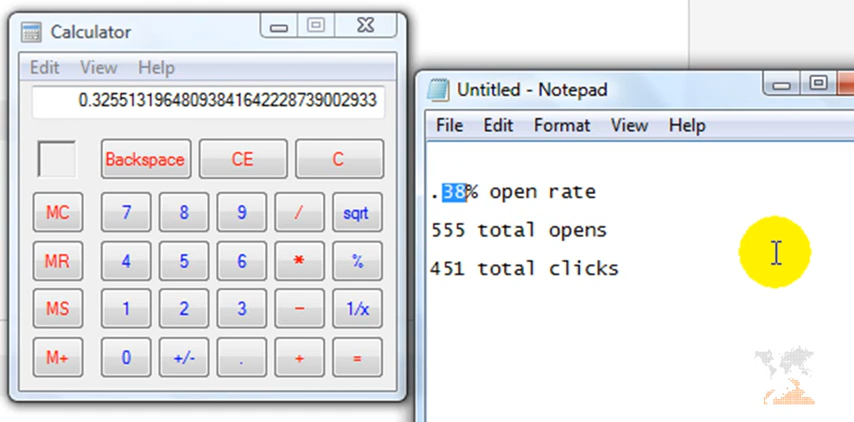 Calculator
Edit View Help
0.32551319648093841642228739002933
Backspace CE C
MC 7 8 9 / sqrt
MR 4 5 6 * %
MS 1 2 3 - 1/x
M+ 0 +/- . + =
Untitled - Notepad
File Edit Format View Help
.38% open rate
555 total opens
451 total clicks